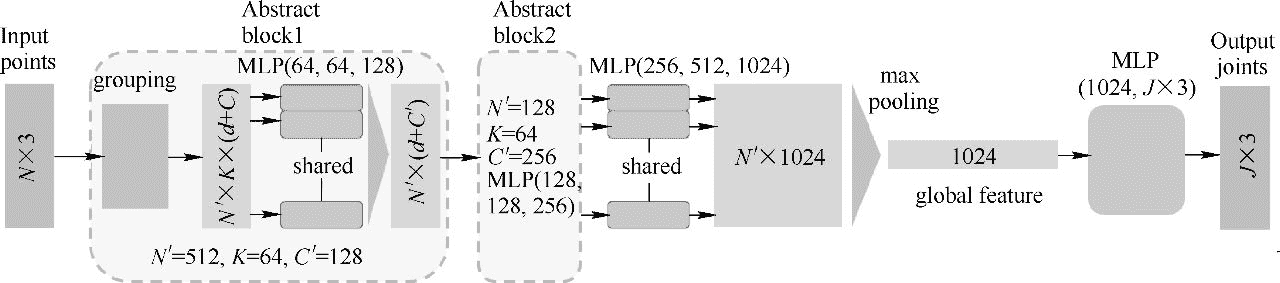 Input
points
N×3
Abstract
block1
grouping
N′×K×(d+C)
MLP(64, 64, 128)
shared
N′×(d+C′)
N′=512, K=64, C′=128
Abstract
block2
N′=128
K=64
C′=256
MLP(128,
128, 256)
MLP(256, 512, 1024)
shared
N′×1024
max
pooling
1024
global feature
MLP
(1024, J×3)
Output
joints
J×3